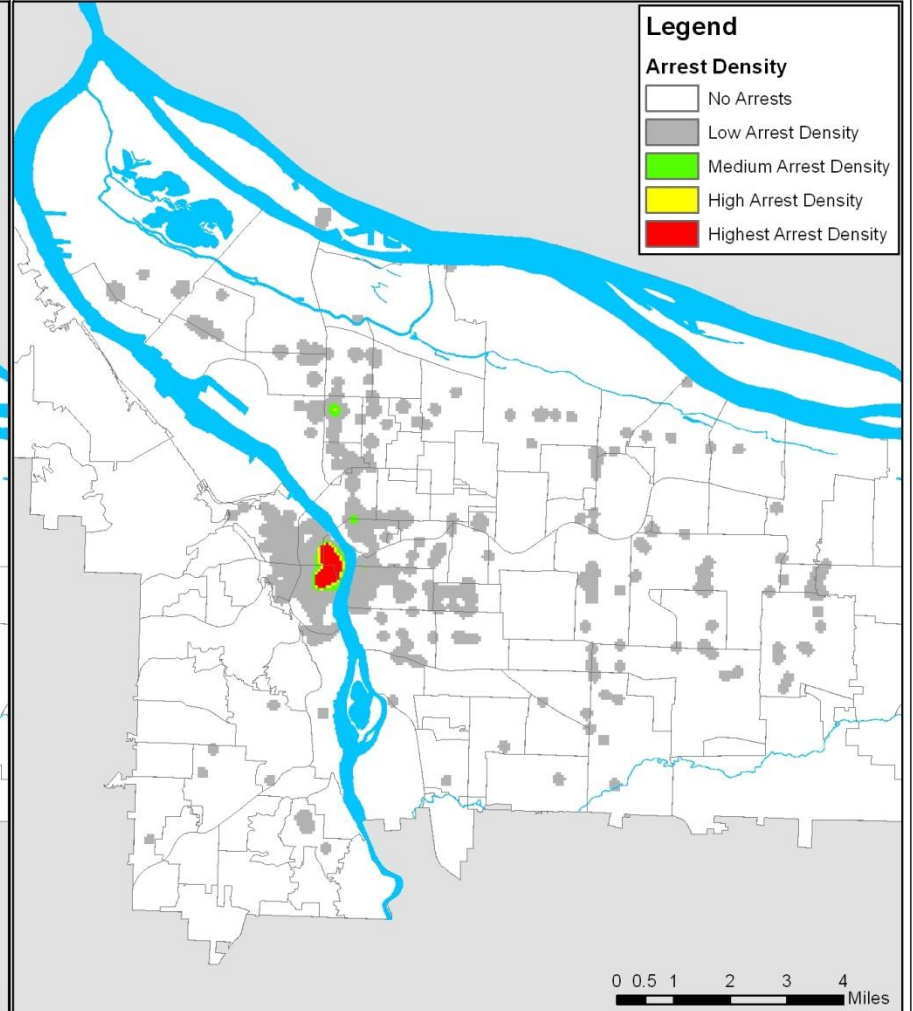 Legend
Arrest Density
No Arrests
Low Arrest Density
Medium Arrest Density
High Arrest Density
Highest Arrest Density
0 0.5 1 2 3 4
Miles